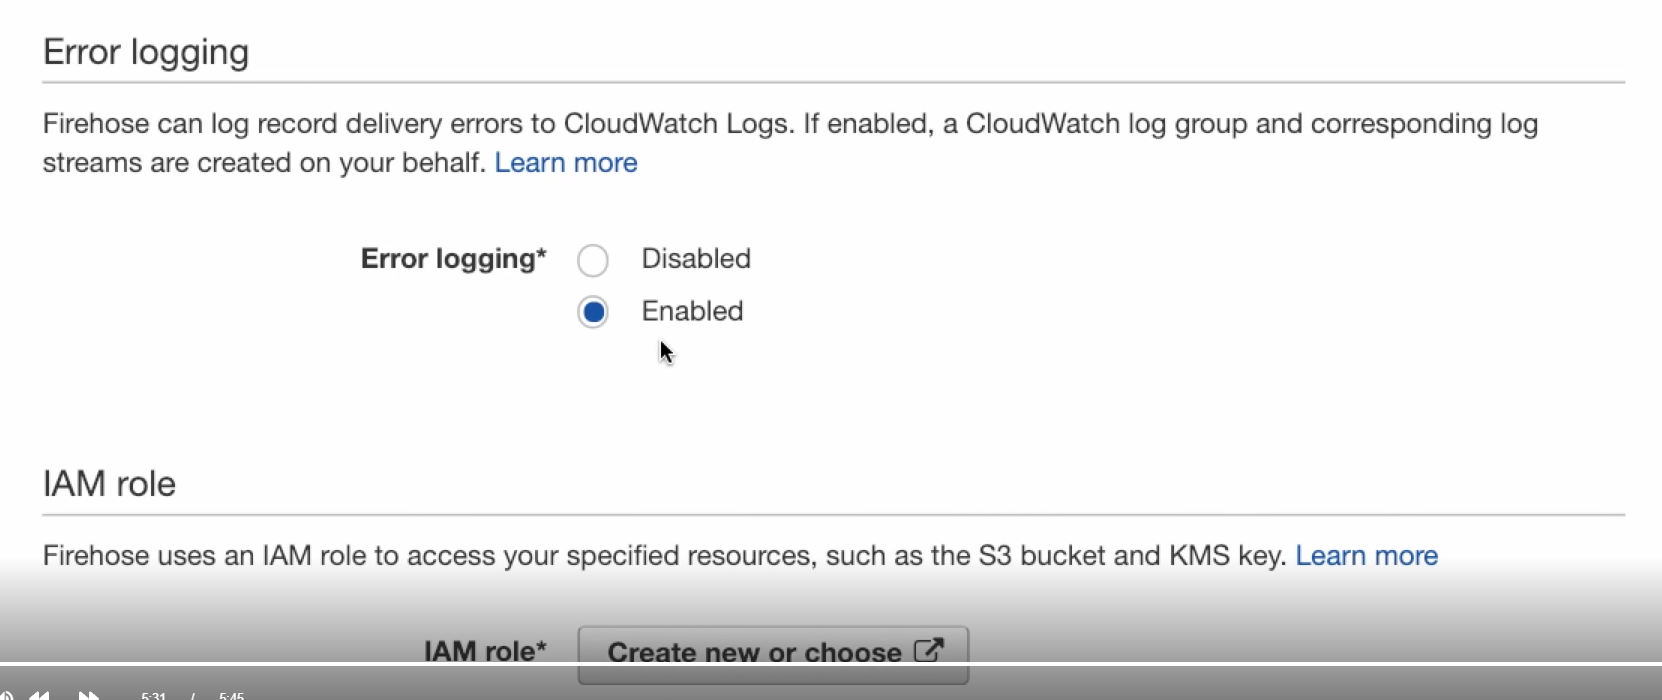 Error logging
Firehose can log record delivery errors to CloudWatch Logs. If enabled, a CloudWatch log group and corresponding log
streams are created on your behalf. Learn more
Error logging* Disabled
Enabled
IAM role
Firehose uses an IAM role to access your specified resources, such as the S3 bucket and KMS key. Learn more
IAM role* Create new or choose
5:31 / 5:45